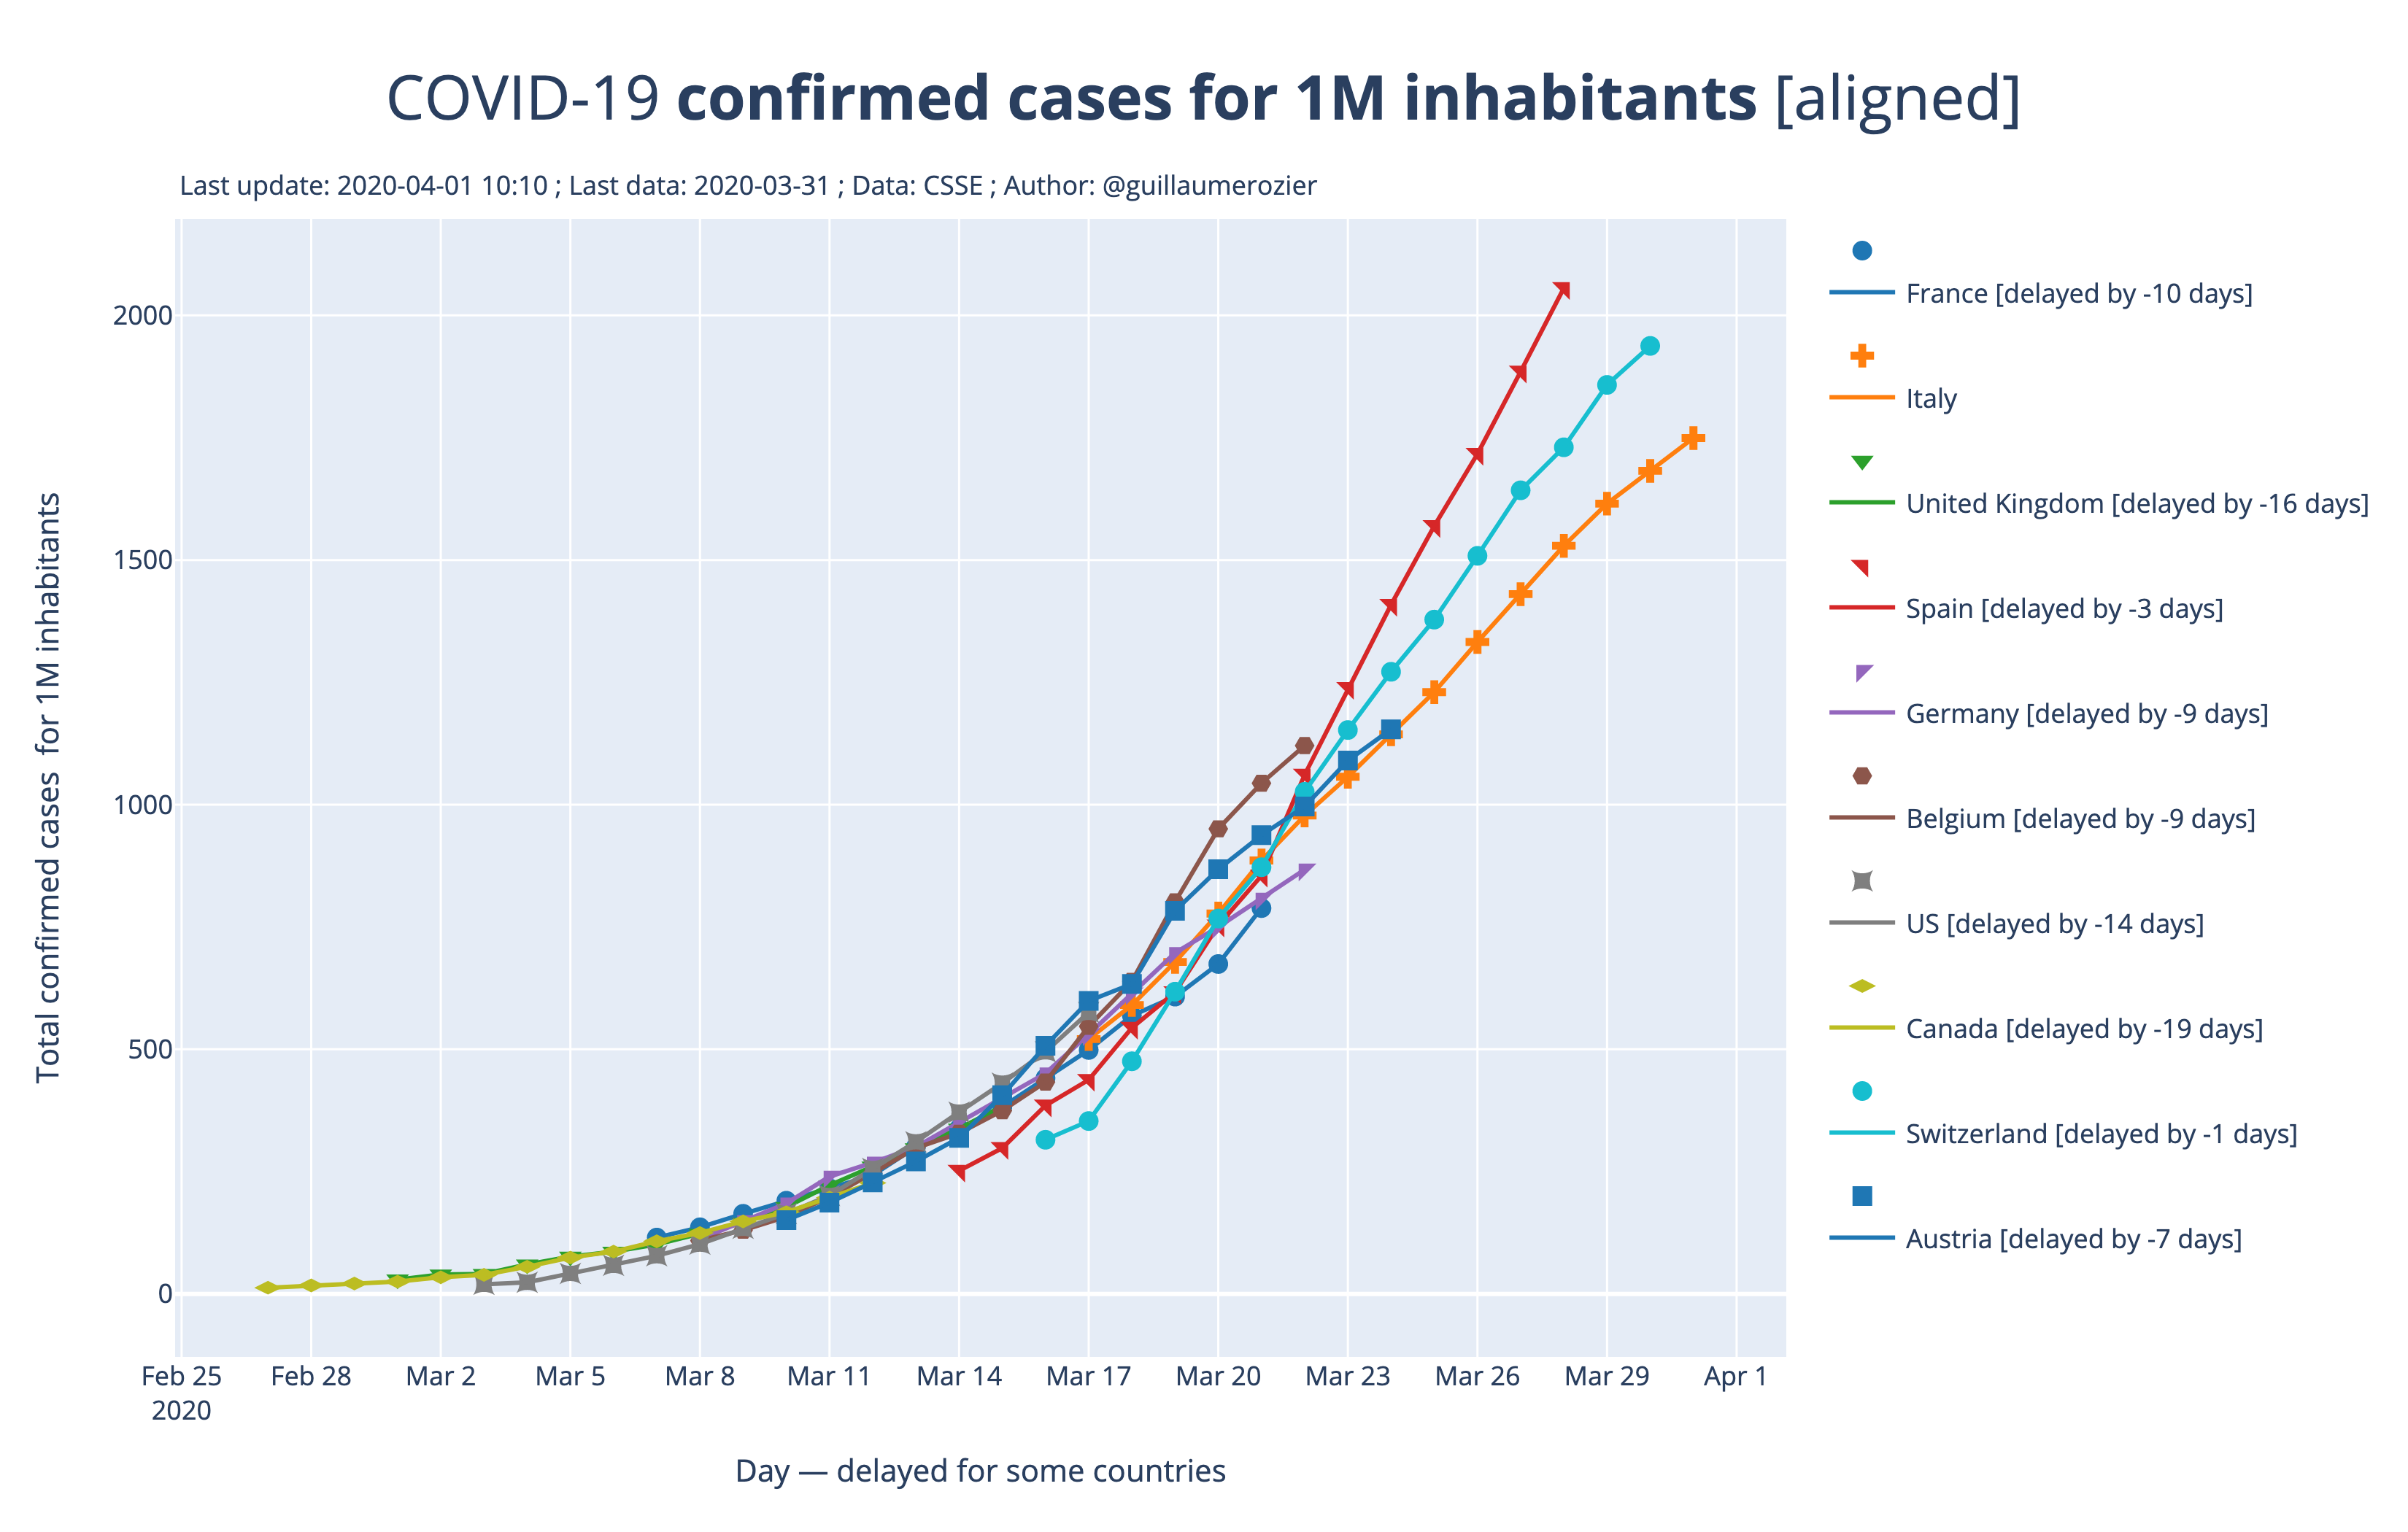 COVID-19 confirmed cases for 1M inhabitants [aligned]
Last update: 2020-04-01 10:10 ; Last data: 2020-03-31 ; Data: CSSE ; Author: @guillaumerozier
Total confirmed cases  for 1M inhabitants
2000
1500
1000
500
0
Feb 25
2020
Feb 28
Mar 2
Mar 5
Mar 8
Mar 11
Mar 14
Mar 17
Mar 20
Mar 23
Mar 26
Mar 29
Apr 1
Day — delayed for some countries
France [delayed by -10 days]
Italy
United Kingdom [delayed by -16 days]
Spain [delayed by -3 days]
Germany [delayed by -9 days]
Belgium [delayed by -9 days]
US [delayed by -14 days]
Canada [delayed by -19 days]
Switzerland [delayed by -1 days]
Austria [delayed by -7 days]